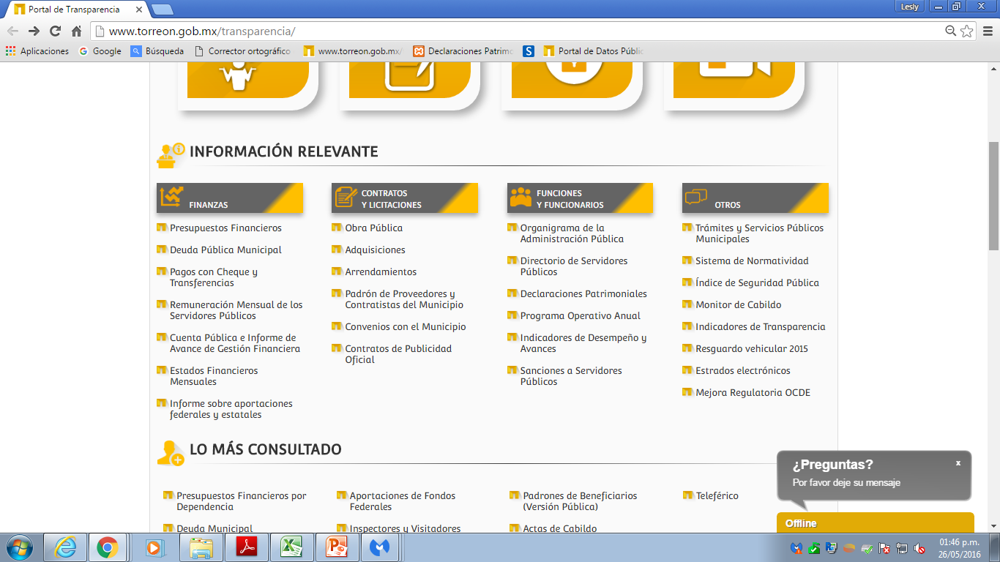 Portal de Transparencia
Lesly
www.torreon.gob.mx/transparencia/
Aplicaciones
Google
Búsqueda
Corrector ortográfico
www.torreon.gob.mx/
Declaraciones Patrimo
S
Portal de Datos Públic
INFORMACIÓN RELEVANTE
FINANZAS
Presupuestos Financieros
Deuda Pública Municipal
Pagos con Cheque y
Transferencias
Remuneración Mensual de los
Servidores Públicos
Cuenta Pública e Informe de
Avance de Gestión Financiera
Estados Financieros
Mensuales
Informe sobre aportaciones
federales y estatales
CONTRATOS
Y LICITACIONES
Obra Pública
Adquisiciones
Arrendamientos
Padrón de Proveedores y
Contratistas del Municipio
Convenios con el Municipio
Contratos de Publicidad
Oficial
FUNCIONES
Y FUNCIONARIOS
Organigrama de la
Administración Pública
Directorio de Servidores
Públicos
Declaraciones Patrimoniales
Programa Operativo Anual
Indicadores de Desempeño y
Avances
Sanciones a Servidores
Públicos
OTROS
Trámites y Servicios Públicos
Municipales
Sistema de Normatividad
Índice de Seguridad Pública
Monitor de Cabildo
Indicadores de Transparencia
Resguardo vehicular 2015
Estrados electrónicos
Mejora Regulatoria OCDE
LO MÁS CONSULTADO
Presupuestos Financieros por
Dependencia
Deuda Municipal
Aportaciones de Fondos
Federales
Inspectores y Visitadores
Padrones de Beneficiarios
(Versión Pública)
Actas de Cabildo
Teleférico
¿Preguntas?
x
Por favor deje su mensaje
Offline
01:46 p.m.
26/05/2016